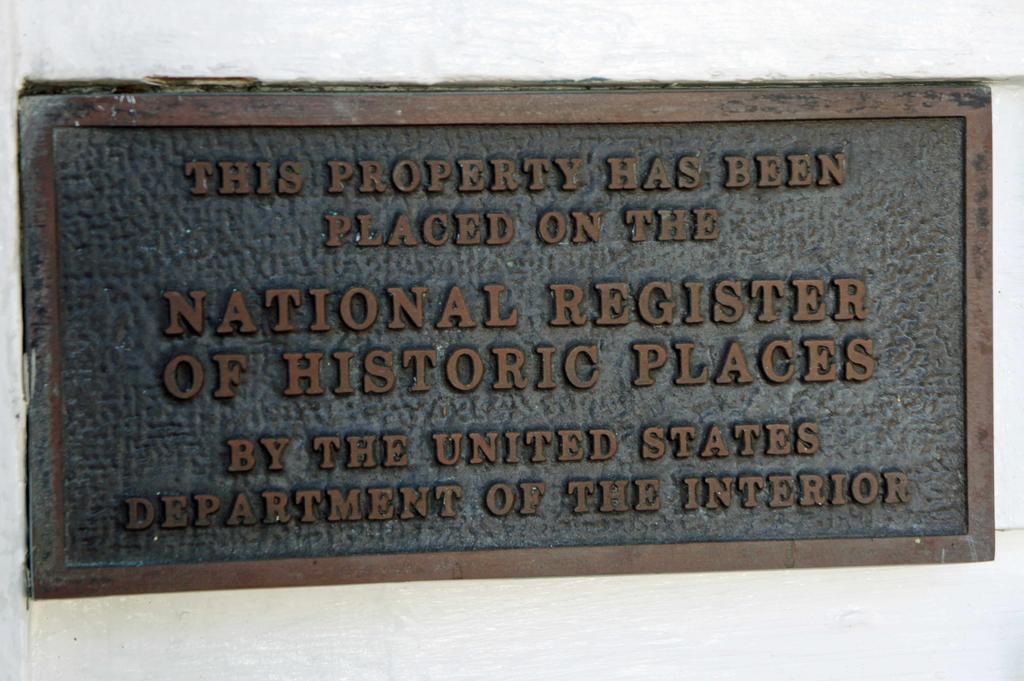 THIS PROPERTY HAS BEEN
PLACED ON THE
NATIONAL REGISTER
OF HISTORIC PLACES
BY THE UNITED STATES
DEPARTMENT OF THE INTERIOR